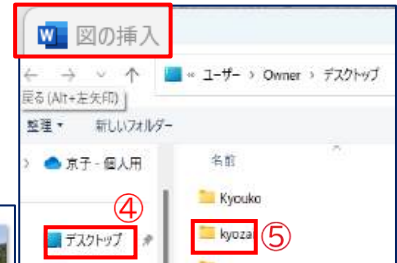 図の挿入
« ユーザー › Owner › デスクトップ
戻る (Alt+左矢印)
整理▼ 新しいフォルダー
京子 - 個人用
名前
④
Kyouko
デスクトップ
kyozai
⑤